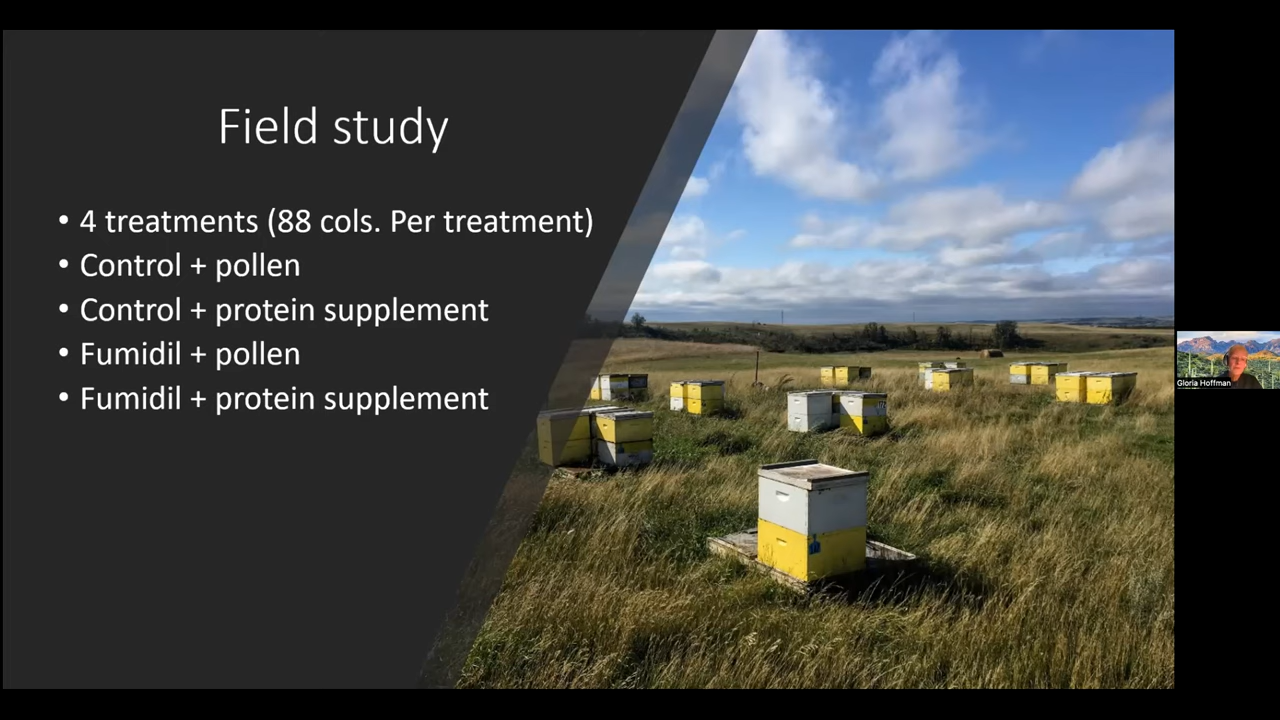 Field study
• 4 treatments (88 cols. Per treatment)
• Control + pollen
• Control + protein supplement
• Fumidil + pollen
• Fumidil + protein supplement
Gloria Hoffman